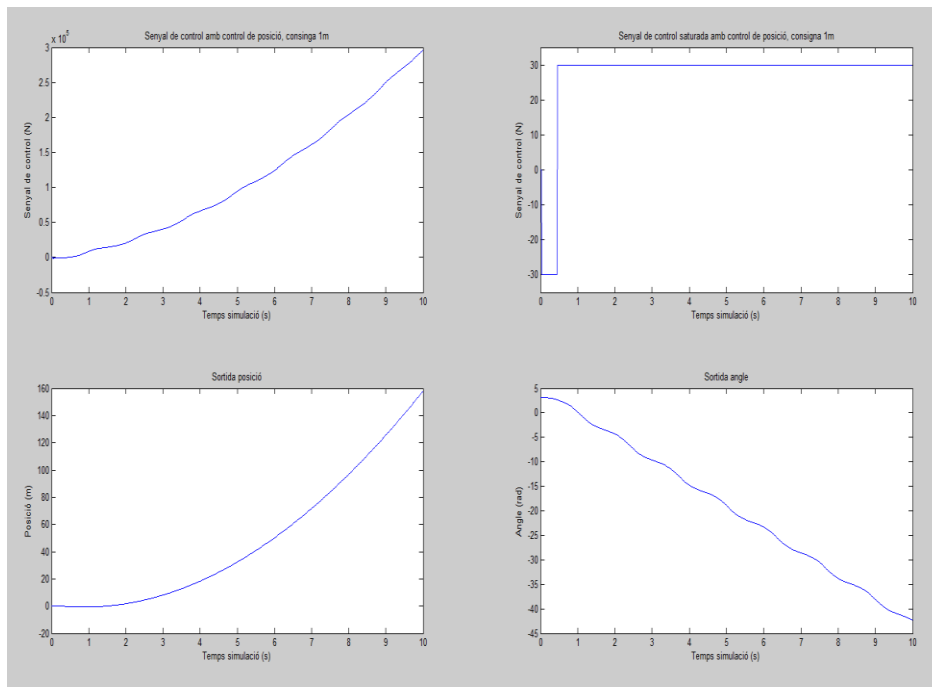 Senyal de control amb control de posició, consinga 1m
x 10⁵
3
2.5
2
1.5
1
0.5
0
-0.5
Senyal de control (N)
0 1 2 3 4 5 6 7 8 9 10
Temps simulació (s)
Senyal de control saturada amb control de posició, consigna 1m
30
20
10
0
-10
-20
-30
Senyal de control (N)
0 1 2 3 4 5 6 7 8 9 10
Temps simulació (s)
Sortida posició
160
140
120
100
80
60
40
20
0
-20
Posició (m)
0 1 2 3 4 5 6 7 8 9 10
Temps simulació (s)
Sortida angle
5
0
-5
-10
-15
-20
-25
-30
-35
-40
-45
Angle (rad)
0 1 2 3 4 5 6 7 8 9 10
Temps simulació (s)